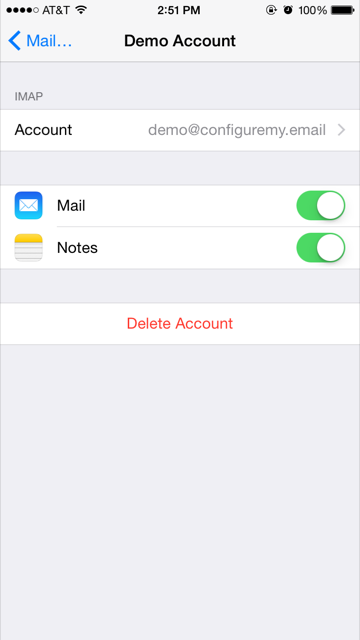 AT&T 2:51 PM 100%
Mail... Demo Account
IMAP
Account demo@configuremy.email
Mail
Notes
Delete Account